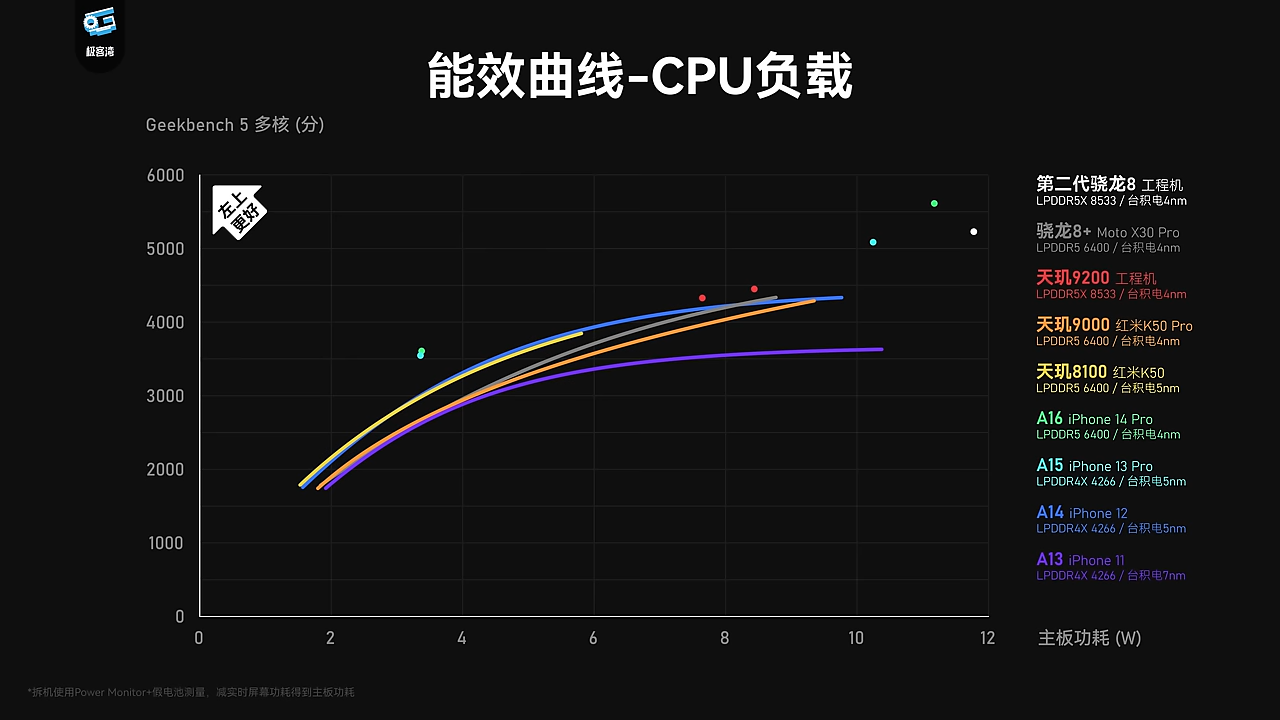 极客湾
能效曲线-CPU负载
Geekbench 5 多核 (分)
6000
5000
4000
3000
2000
1000
0
左上
更好
0
2
4
6
8
10
12
主板功耗 (W)
第二代骁龙8 工程机
LPDDR5X 8533 / 台积电4nm
骁龙8+ Moto X30 Pro
LPDDR5 6400 / 台积电4nm
天玑9200 工程机
LPDDR5X 8533 / 台积电4nm
天玑9000 红米K50 Pro
LPDDR5 6400 / 台积电4nm
天玑8100 红米K50
LPDDR5 6400 / 台积电5nm
A16 iPhone 14 Pro
LPDDR5 6400 / 台积电4nm
A15 iPhone 13 Pro
LPDDR4X 4266 / 台积电5nm
A14 iPhone 12
LPDDR4X 4266 / 台积电5nm
A13 iPhone 11
LPDDR4X 4266 / 台积电7nm
*拆机使用Power Monitor+假电池测量，减实时屏幕功耗得到主板功耗